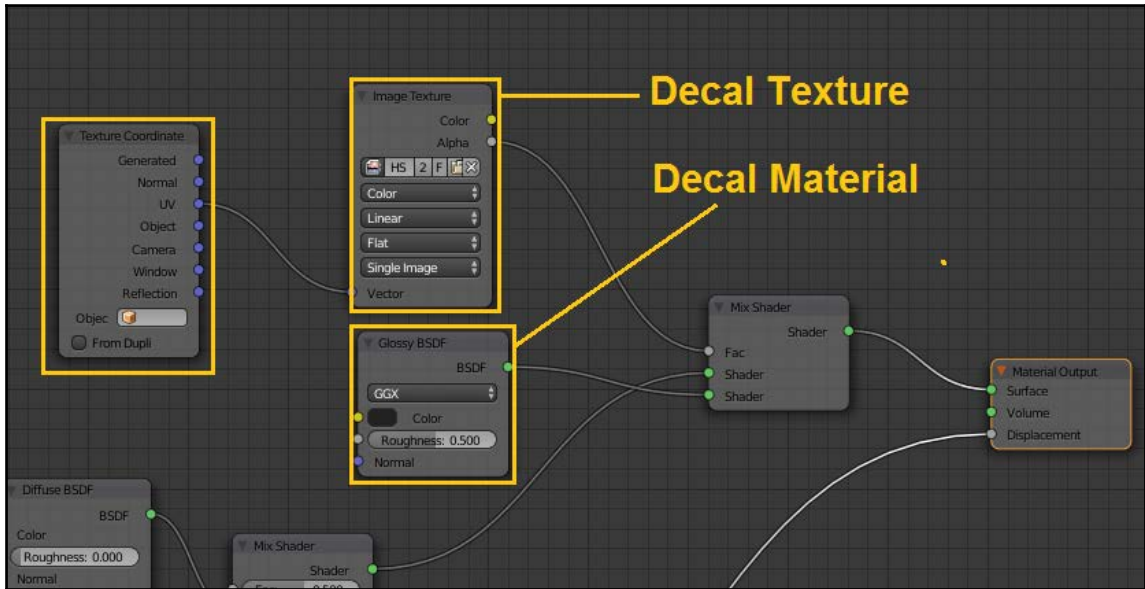 Decal Texture
Decal Material
Texture Coordinate
Generated
Normal
UV
Object
Camera
Window
Reflection
Objec
From Dupli
Image Texture
Color
Alpha
HS 2 F
Color
Linear
Flat
Single Image
Vector
Glossy BSDF
BSDF
GGX
Color
Roughness: 0.500
Normal
Mix Shader
Shader
Fac
Shader
Shader
Material Output
Surface
Volume
Displacement
Diffuse BSDF
BSDF
Color
Roughness: 0.000
Normal
Mix Shader
Shader
Fac 0.500